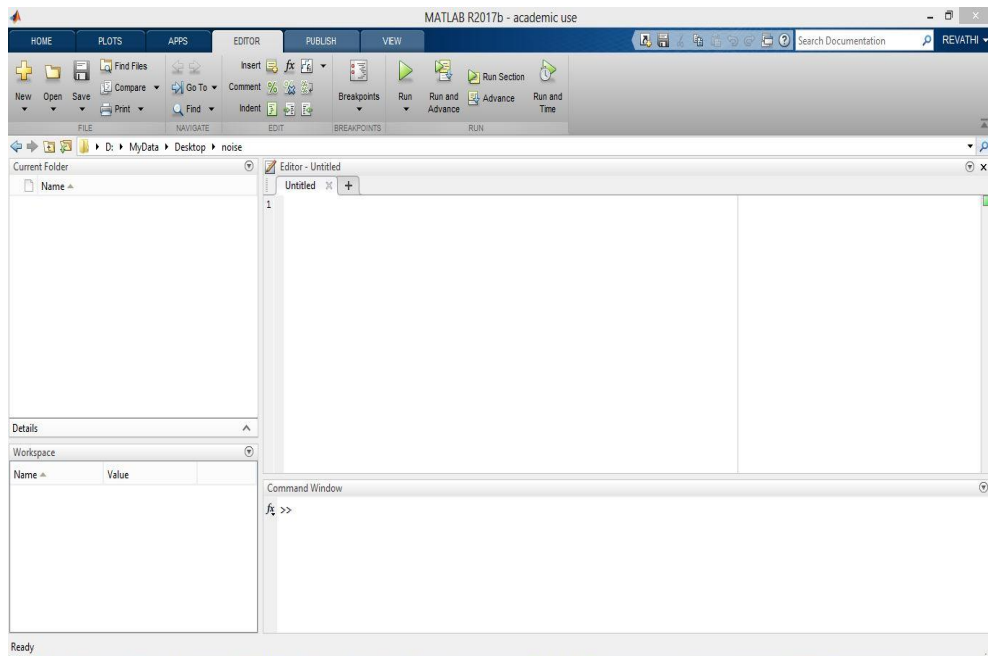 MATLAB R2017b - academic use
HOME PLOTS APPS EDITOR PUBLISH VIEW Search Documentation REVATHI
Find Files Insert fx
New Open Save Compare Go To Comment Breakpoints Run Run and Advance Run Section Advance Run and Time
Print Find Indent
FILE NAVIGATE EDIT BREAKPOINTS RUN
D: MyData Desktop noise
Current Folder
Name
Editor - Untitled
Untitled +
1
Details
Workspace
Name Value
Command Window
fx >>
Ready